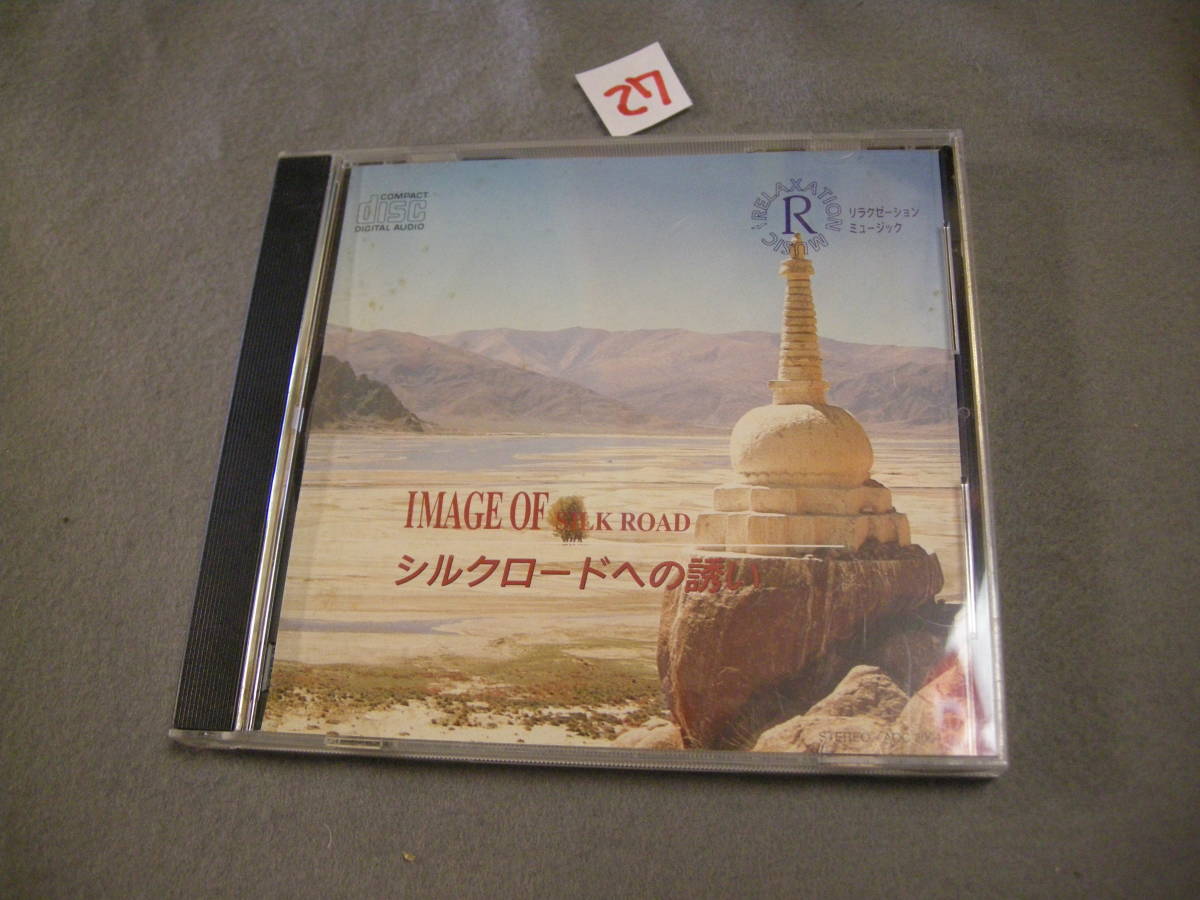 27
COMPACT
disc
DIGITAL AUDIO
RELAXATION MUSIC
R
リラクゼーション
ミュージック
IMAGE OF SILK ROAD
シルクロードへの誘い
STEREO